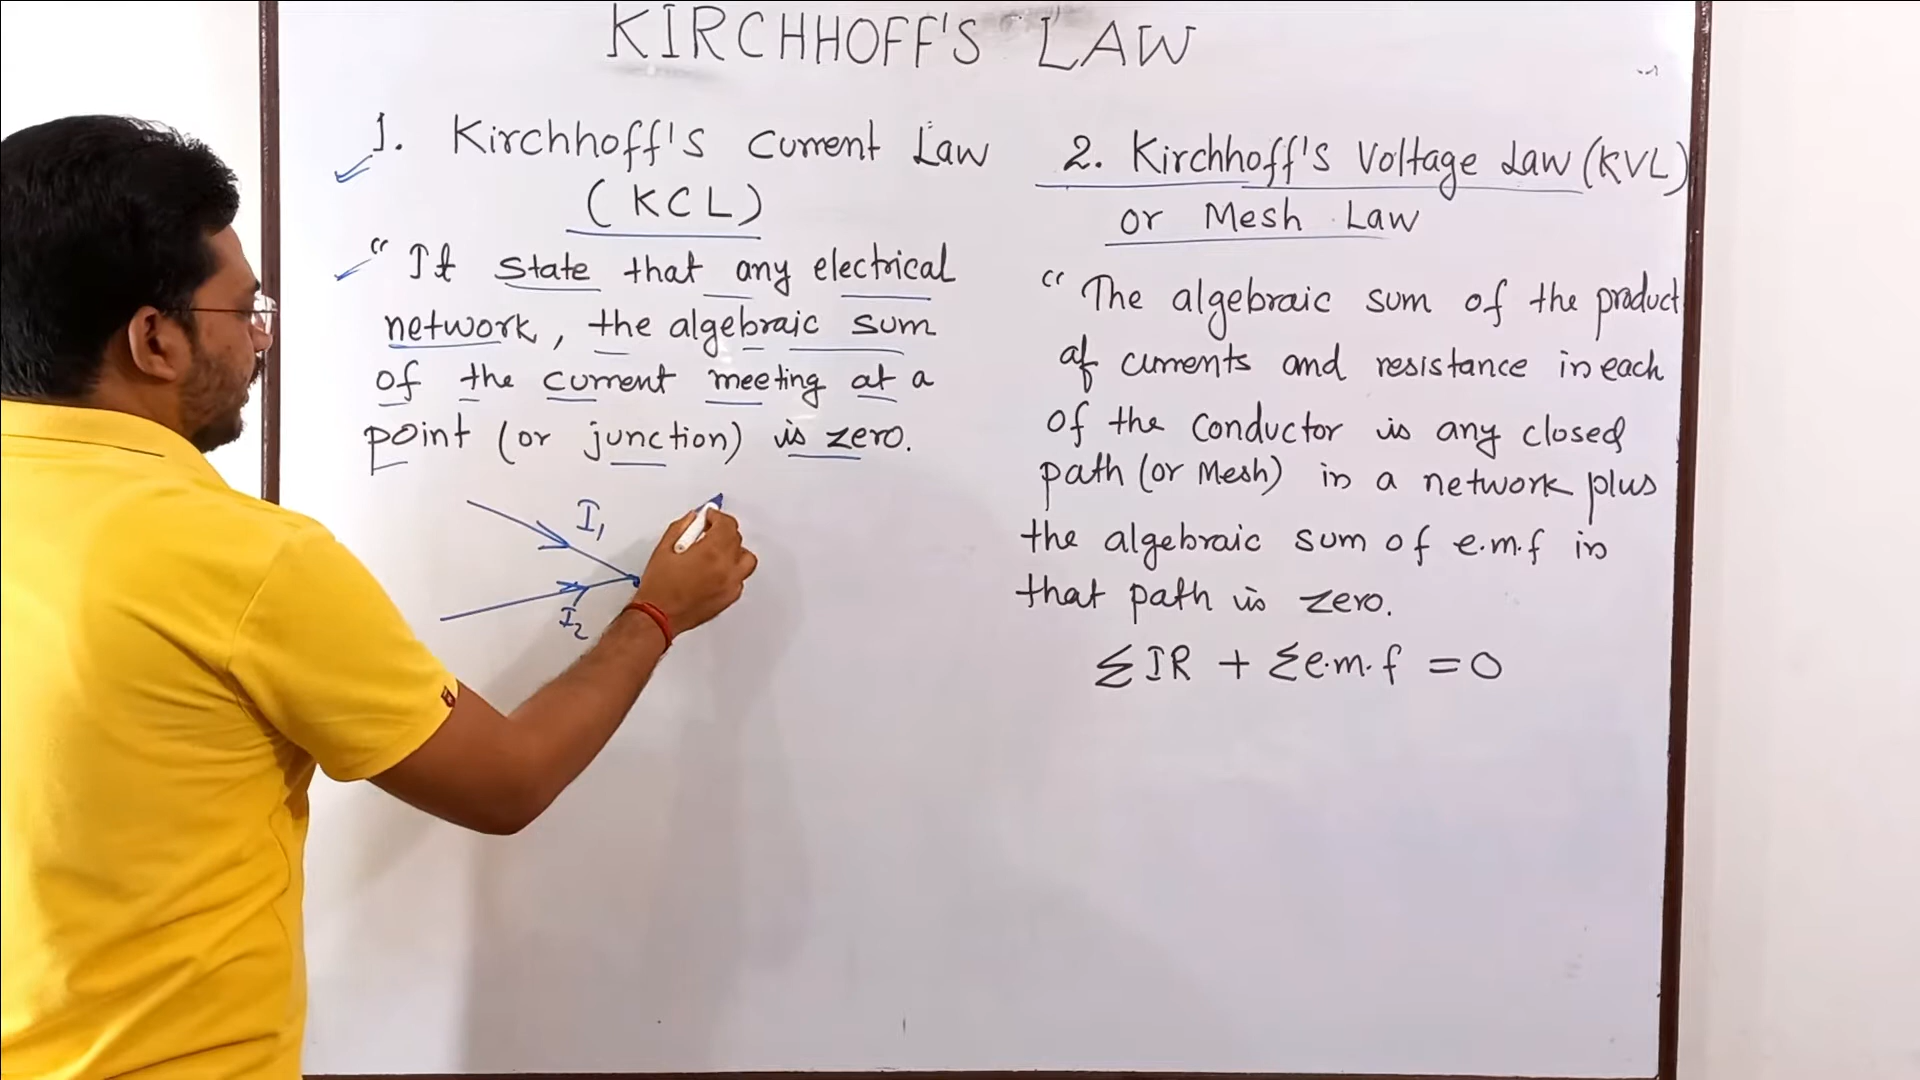 KIRCHHOFF'S LAW
1. Kirchhoff's Current Law
(KCL)
“ It state that any electrical
network, the algebraic sum
of the current meeting at a
point (or junction) is zero.
I₁
I₂
2. Kirchhoff's Voltage Law (KVL)
or Mesh Law
“ The algebraic sum of the product
of currents and resistance in each
of the conductor is any closed
path (or Mesh) in a network plus
the algebraic sum of e.m.f in
that path is zero.
ΣIR + Σe.m.f = 0